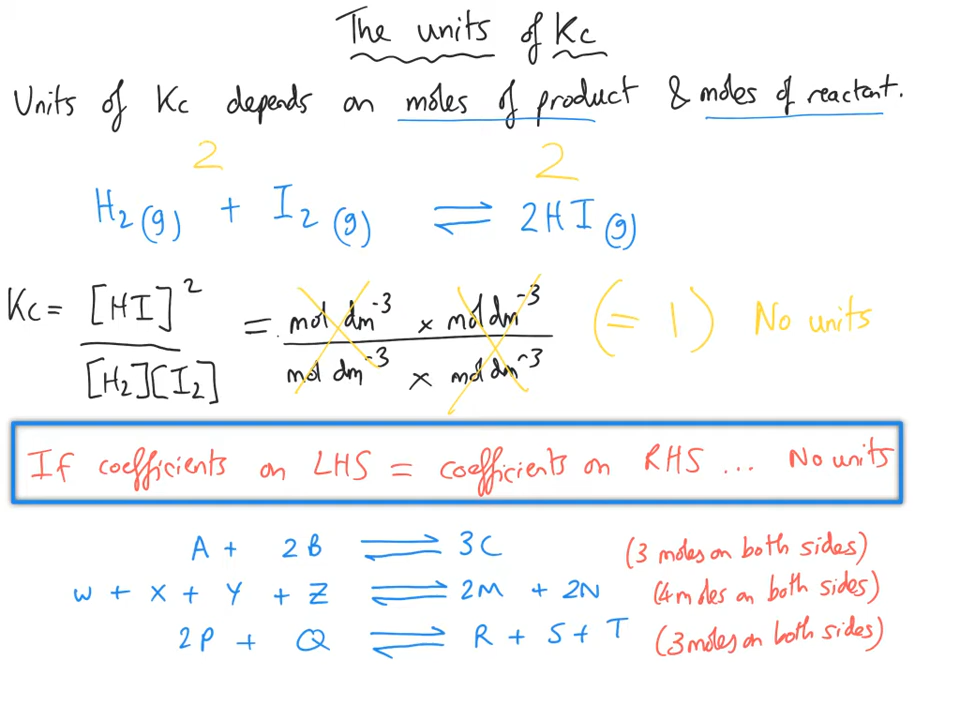 The units of Kc
Units of Kc depends on moles of product & moles of reactant.
2 2
H₂(g) + I₂(g) ⇌ 2HI(g)
Kc = [HI]² / [H₂][I₂] = mol dm⁻³ × mol dm⁻³ / mol dm⁻³ × mol dm⁻³ (= 1) No units
If coefficients on LHS = coefficients on RHS ... No units
A + 2B ⇌ 3C (3 moles on both sides)
W + X + Y + Z ⇌ 2M + 2N (4 moles on both sides)
2P + Q ⇌ R + S + T (3 moles on both sides)